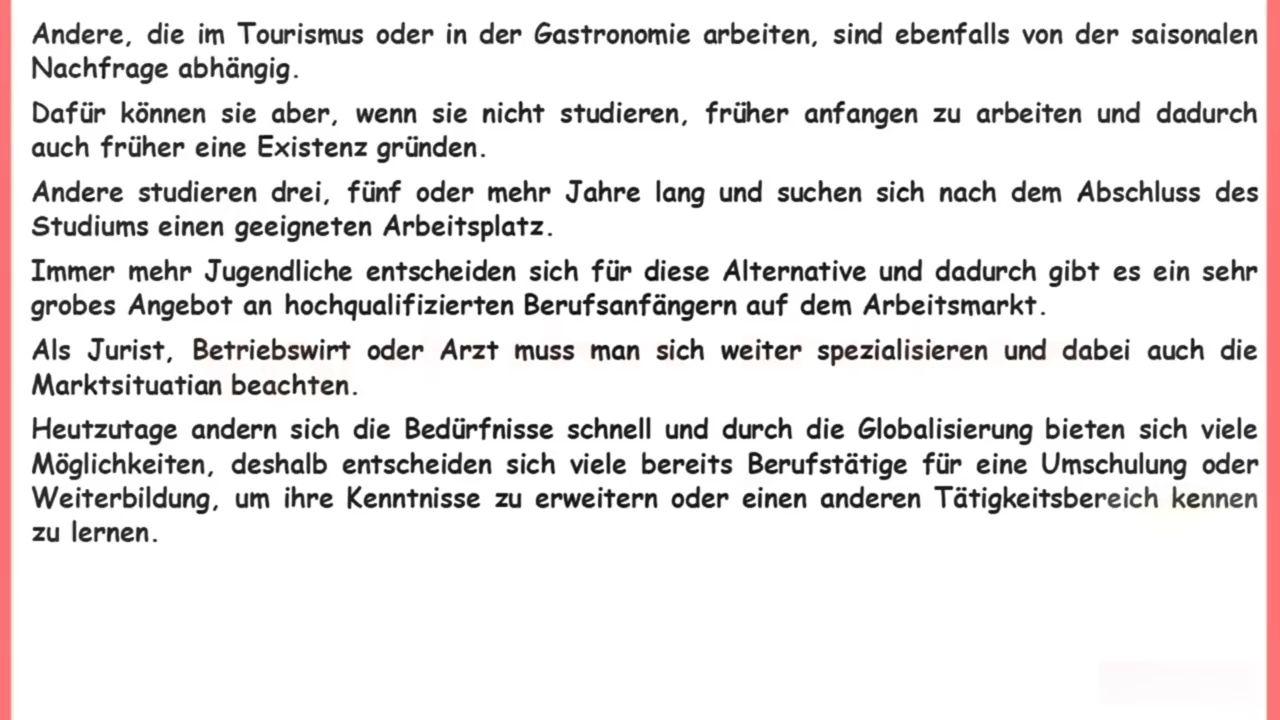 Andere, die im Tourismus oder in der Gastronomie arbeiten, sind ebenfalls von der saisonalen
Nachfrage abhängig.
Dafür können sie aber, wenn sie nicht studieren, früher anfangen zu arbeiten und dadurch
auch früher eine Existenz gründen.
Andere studieren drei, fünf oder mehr Jahre lang und suchen sich nach dem Abschluss des
Studiums einen geeigneten Arbeitsplatz.
Immer mehr Jugendliche entscheiden sich für diese Alternative und dadurch gibt es ein sehr
grobes Angebot an hochqualifizierten Berufsanfängern auf dem Arbeitsmarkt.
Als Jurist, Betriebswirt oder Arzt muss man sich weiter spezialisieren und dabei auch die
Marktsituatian beachten.
Heutzutage andern sich die Bedürfnisse schnell und durch die Globalisierung bieten sich viele
Möglichkeiten, deshalb entscheiden sich viele bereits Berufstätige für eine Umschulung oder
Weiterbildung, um ihre Kenntnisse zu erweitern oder einen anderen Tätigkeitsbereich kennen
zu lernen.